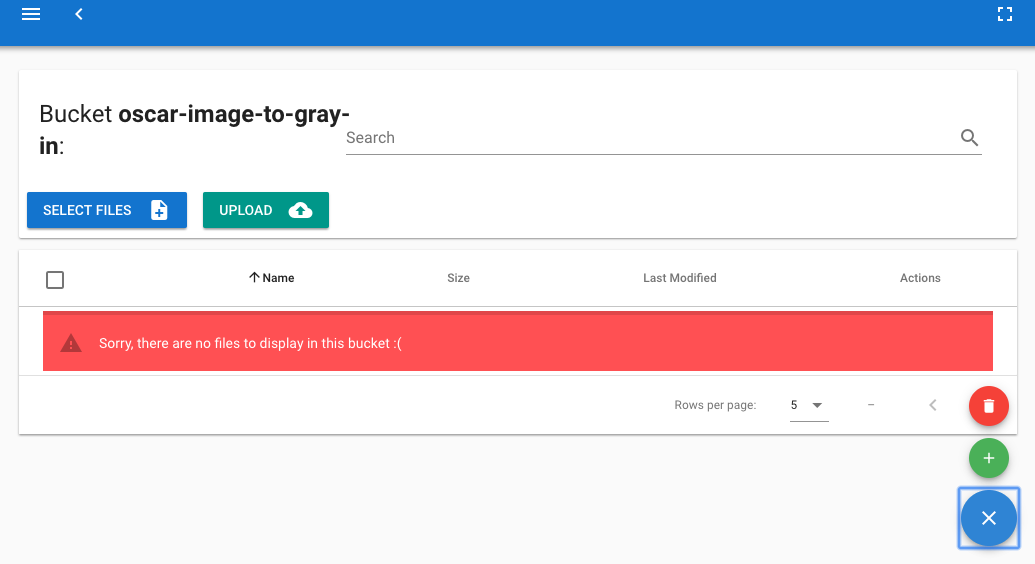 Bucket oscar-image-to-gray-
in:
Search
SELECT FILES
UPLOAD
Name Size Last Modified Actions
Sorry, there are no files to display in this bucket :(
Rows per page: 5 –